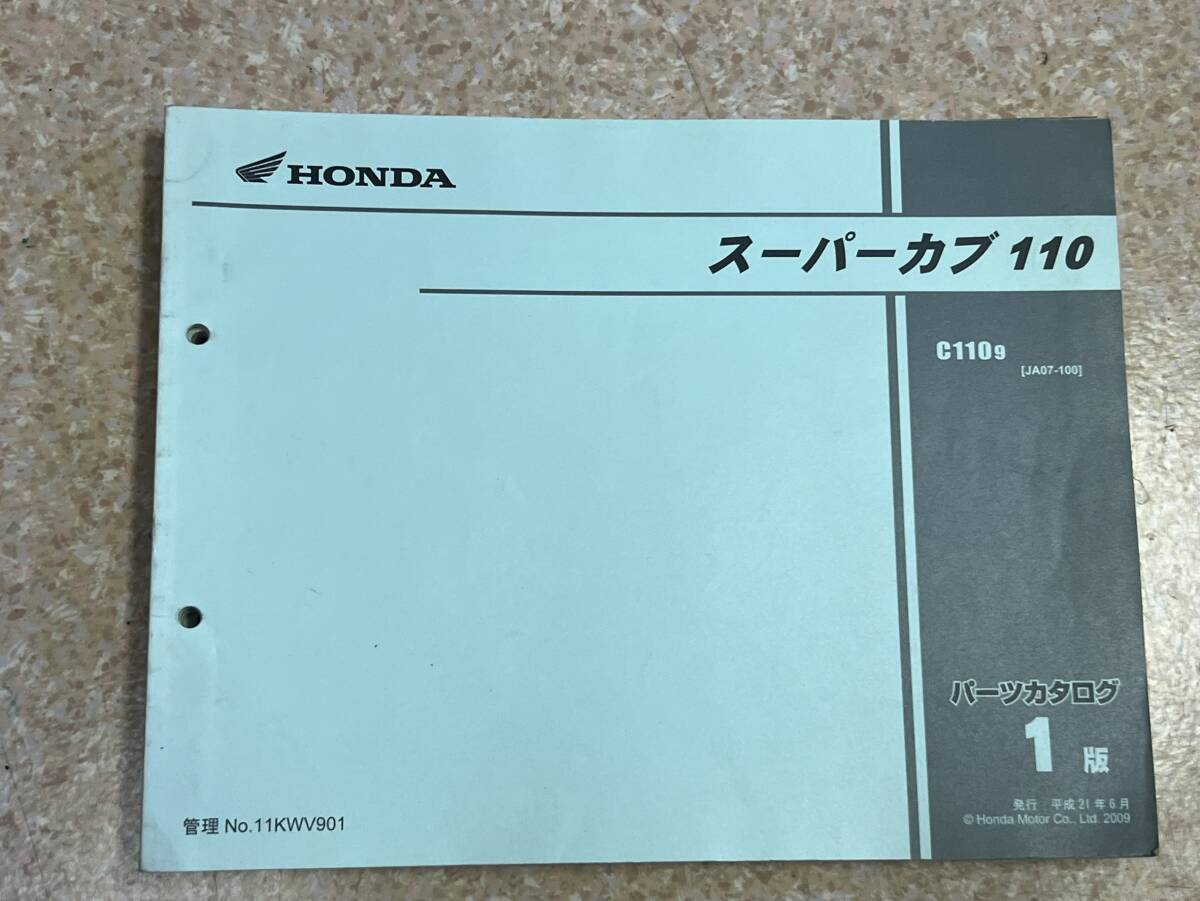 HONDA
スーパーカブ 110
C110 9
[JA07-100]
パーツカタログ
1 版
発行 平成 21 年 6 月
© Honda Motor Co., Ltd. 2009
管理 No.11KWV901